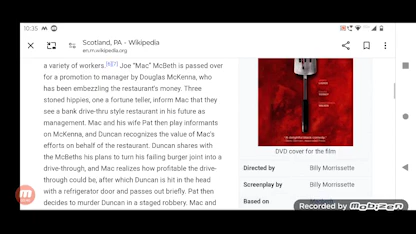 10:35
Scotland, PA - Wikipedia
en.m.wikipedia.org
a variety of workers.[6][7] Joe "Mac" McBeth is passed over
for a promotion to manager by Douglas McKenna, who
has been embezzling the restaurant's money. Three
stoned hippies, one a fortune teller, inform Mac that they
see a bank drive-thru style restaurant in his future as
management. Mac and his wife Pat then play informants
on McKenna, and Duncan recognizes the value of Mac's
efforts on behalf of the restaurant. Duncan shares with
the McBeths his plans to turn his failing burger joint into a
drive-through, and Mac realizes how profitable the drive-
through could be, after which Duncan is hit in the head
with a refrigerator door and passes out briefly. Pat then
decides to murder Duncan in a staged robbery. Mac and
DVD cover for the film
Directed by Billy Morrissette
Screenplay by Billy Morrissette
Based on
Recorded by Mobizen